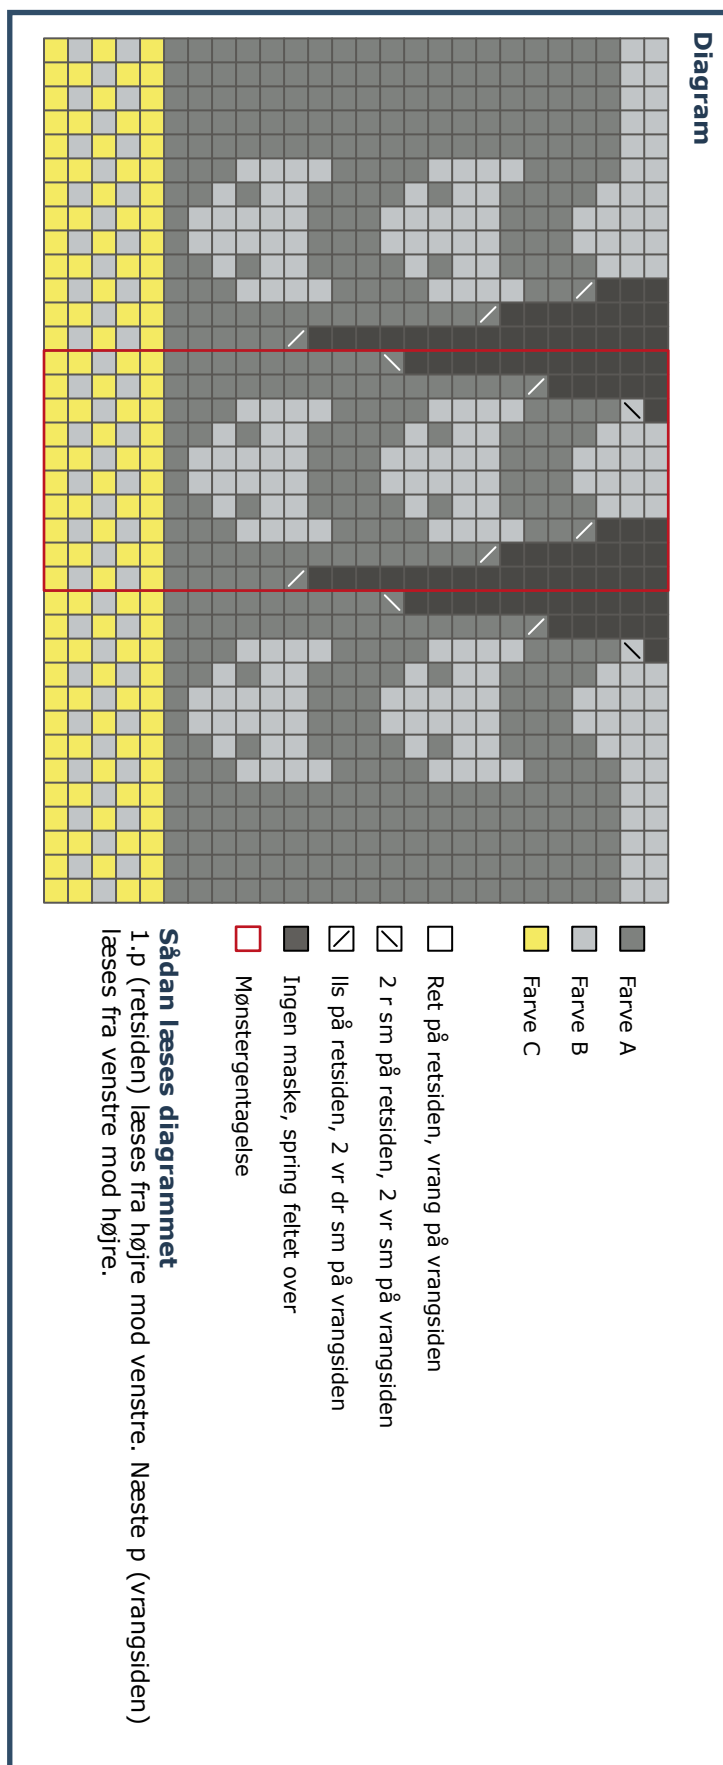 Diagram
Farve A
Farve B
Farve C
Ret på retsiden, vrang på vrangsiden
2 r sm på retsiden, 2 vr sm på vrangsiden
lls på retsiden, 2 vr dr sm på vrangsiden
Ingen maske, spring feltet over
Mønstergentagelse
Sådan læses diagrammet
1.p (retsiden) læses fra højre mod venstre. Næste p (vrangsiden)
læses fra venstre mod højre.